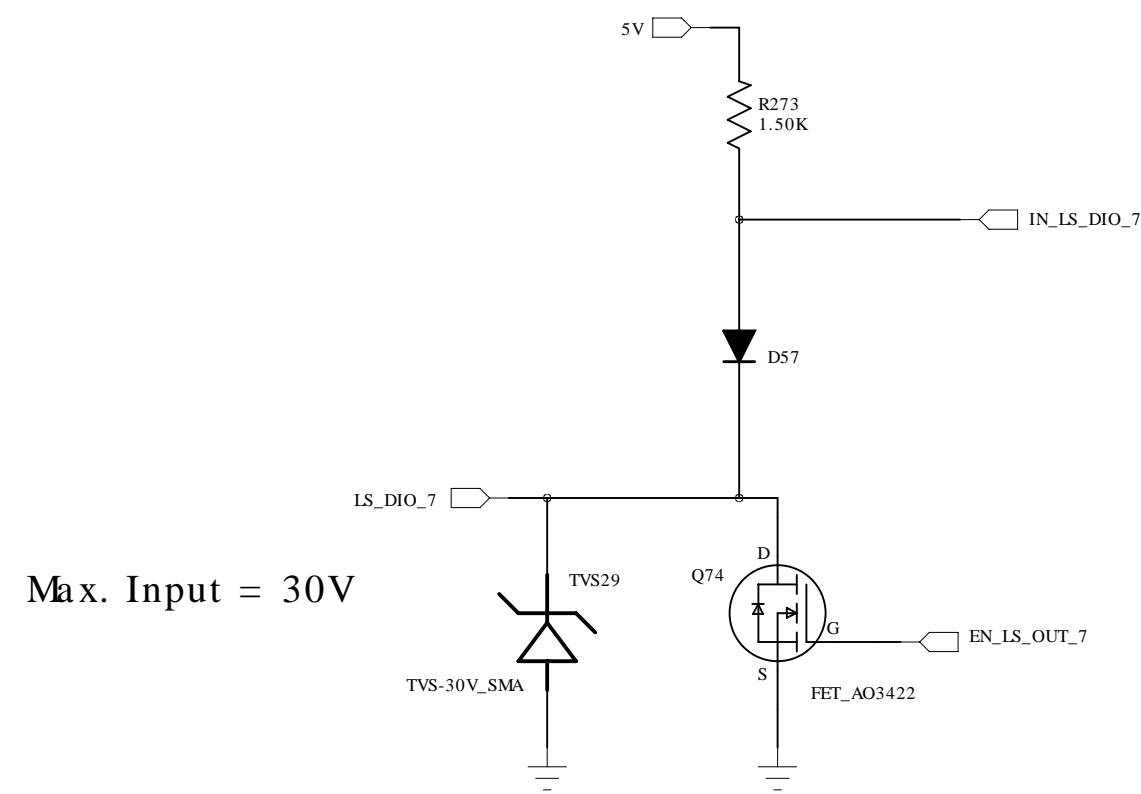 5V
R273
1.50K
IN_LS_DIO_7
D57
LS_DIO_7
D
Q74
TVS29
Max. Input = 30V
G
EN_LS_OUT_7
S
TVS-30V_SMA
FET_AO3422